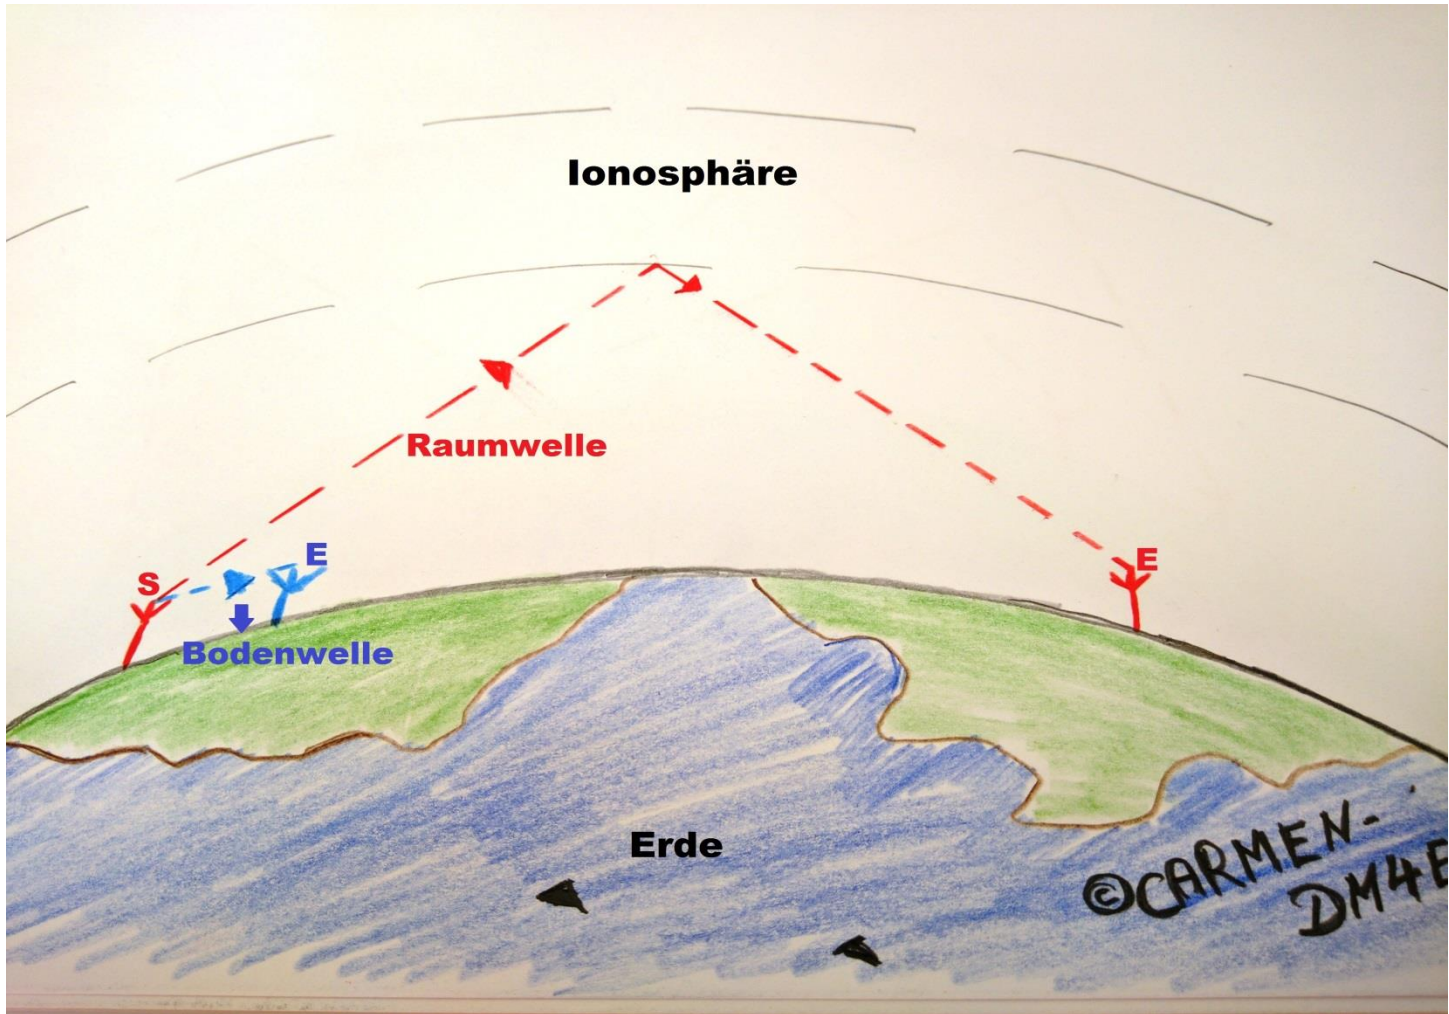 Ionosphäre
Raumwelle
S
E
E
Bodenwelle
Erde
©CARMEN-
DM4E